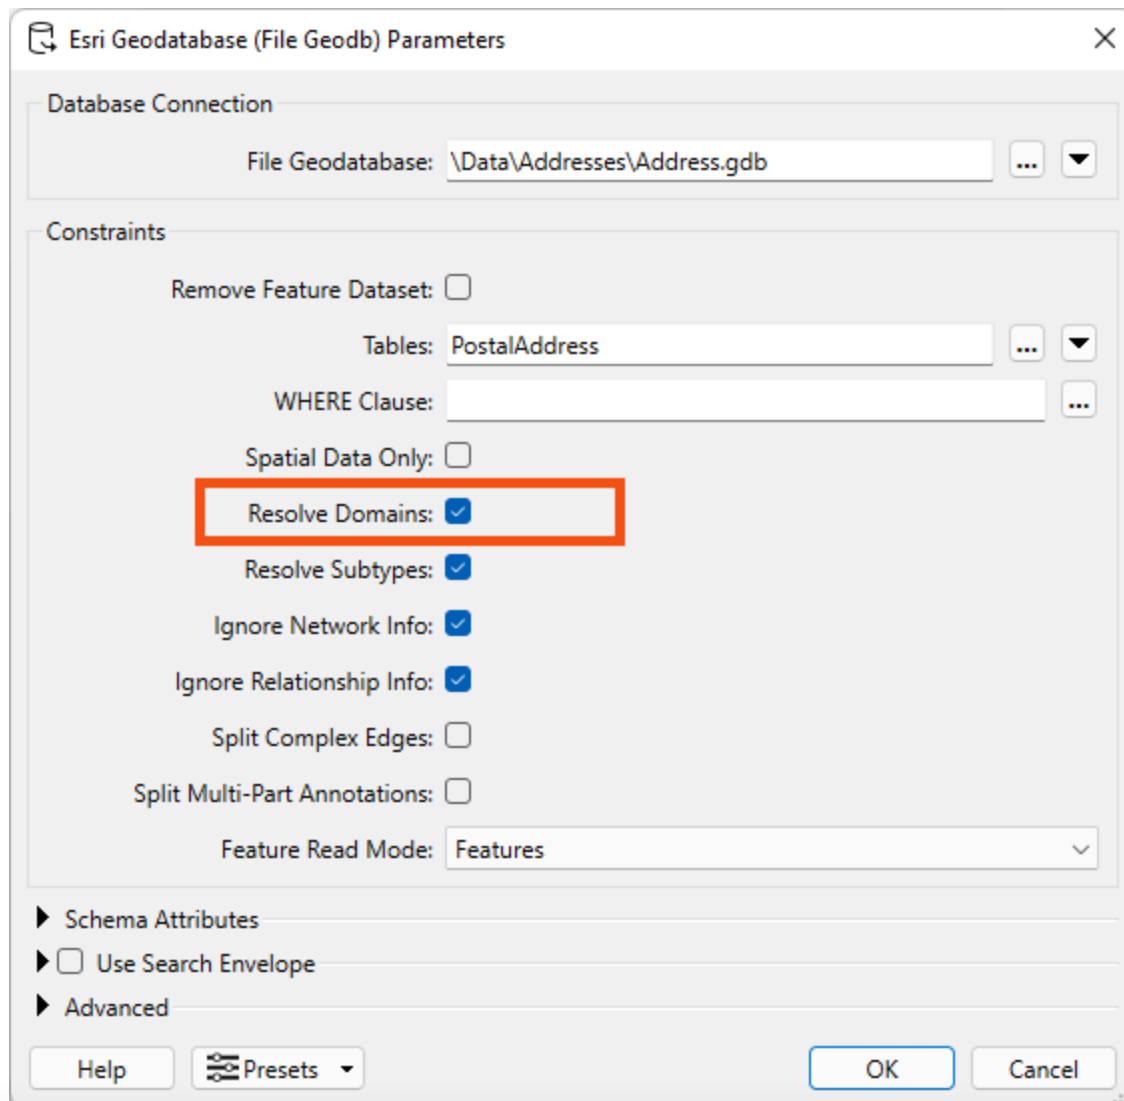 Esri Geodatabase (File Geodb) Parameters
Database Connection
File Geodatabase: \Data\Addresses\Address.gdb ...
Constraints
Remove Feature Dataset:
Tables: PostalAddress ...
WHERE Clause: ...
Spatial Data Only:
Resolve Domains:
Resolve Subtypes:
Ignore Network Info:
Ignore Relationship Info:
Split Complex Edges:
Split Multi-Part Annotations:
Feature Read Mode: Features
Schema Attributes
Use Search Envelope
Advanced
Help Presets OK Cancel